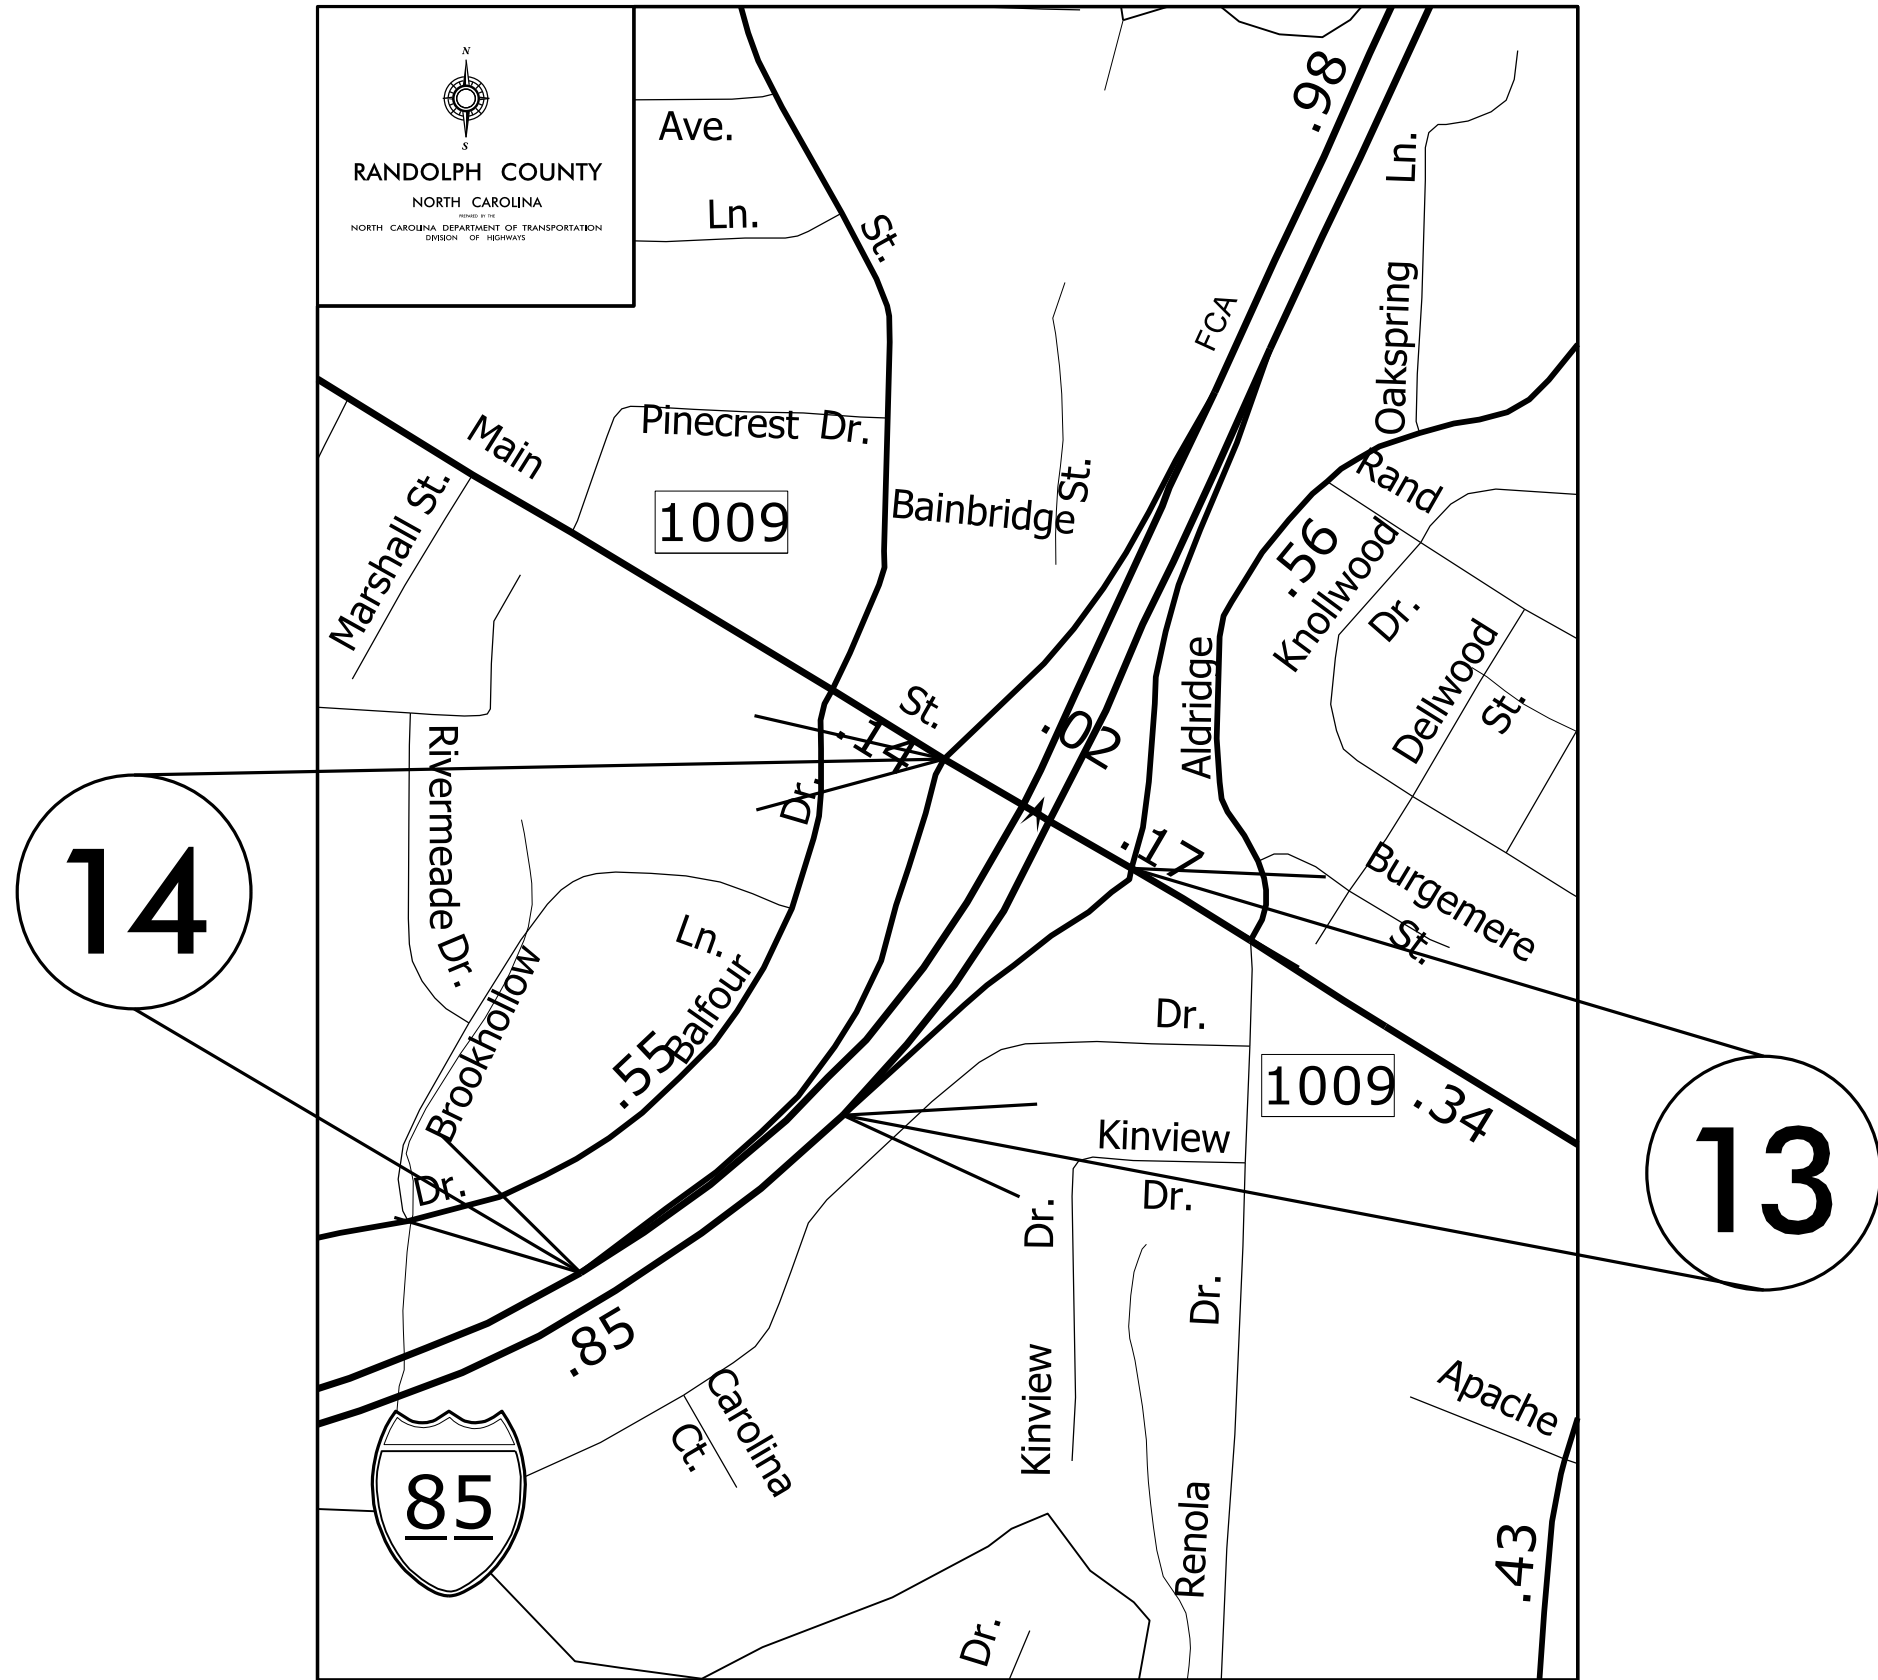 N
S
RANDOLPH COUNTY
NORTH CAROLINA
PREPARED BY THE
NORTH CAROLINA DEPARTMENT OF TRANSPORTATION
DIVISION OF HIGHWAYS
Ave.
Ln.
St.
.98
Ln.
Oakspring
FCA
Main
Pinecrest Dr.
1009
Bainbridge
St.
Marshall St.
Rand
.56
Knollwood
Dr.
Dellwood
St.
Aldridge
St.
.14
.02
Dr.
.17
Rivermeade Dr.
14
Burgemere
St.
Ln.
Balfour
.55
Brookhollow
Dr.
Dr.
1009
.34
Kinview
Dr.
Dr.
13
Dr.
Kinview
.85
Carolina
Ct.
85
Renola
Apache
.43
Dr.